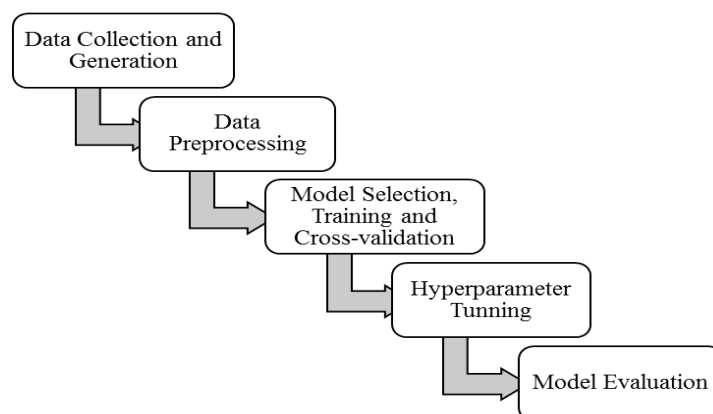 Data Collection and
Generation
Data
Preprocessing
Model Selection,
Training and
Cross-validation
Hyperparameter
Tunning
Model Evaluation